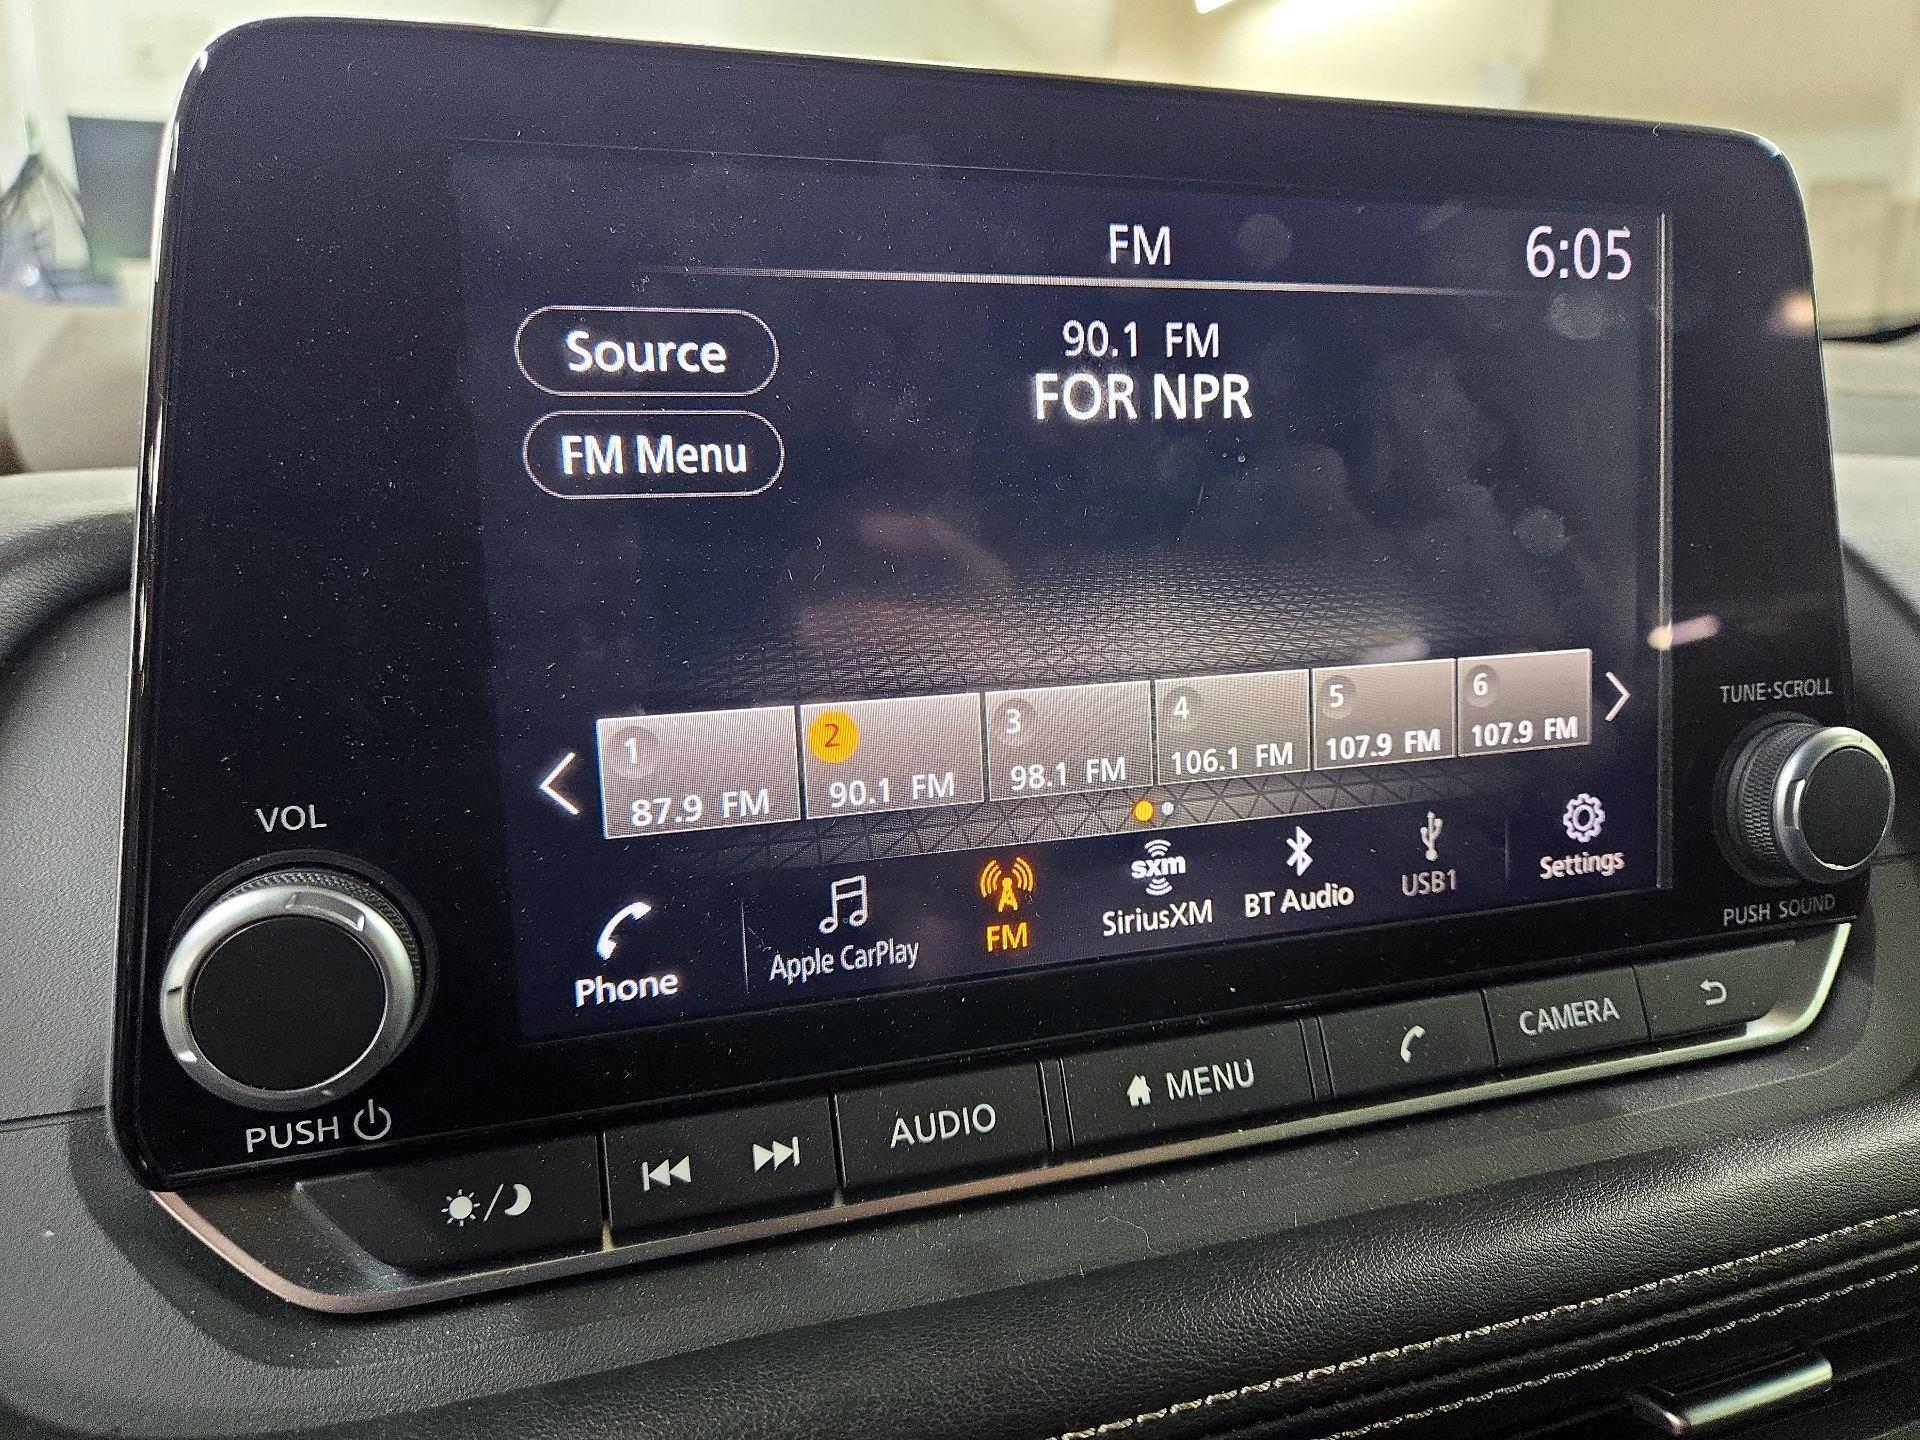 FM
6:05
Source
90.1 FM
FOR NPR
FM Menu
1
87.9 FM
2
90.1 FM
3
98.1 FM
4
106.1 FM
5
107.9 FM
6
107.9 FM
Phone
Apple CarPlay
FM
sxm
SiriusXM
BT Audio
USB1
Settings
VOL
PUSH
TUNE·SCROLL
PUSH SOUND
AUDIO
MENU
CAMERA